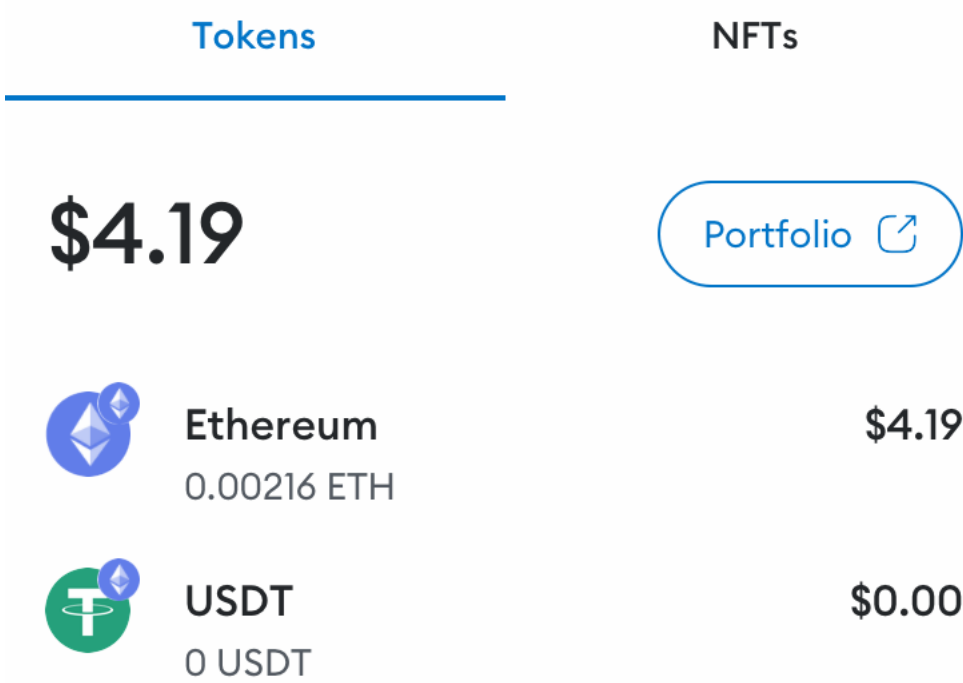 Tokens NFTs
$4.19 Portfolio
Ethereum $4.19
0.00216 ETH
USDT $0.00
0 USDT